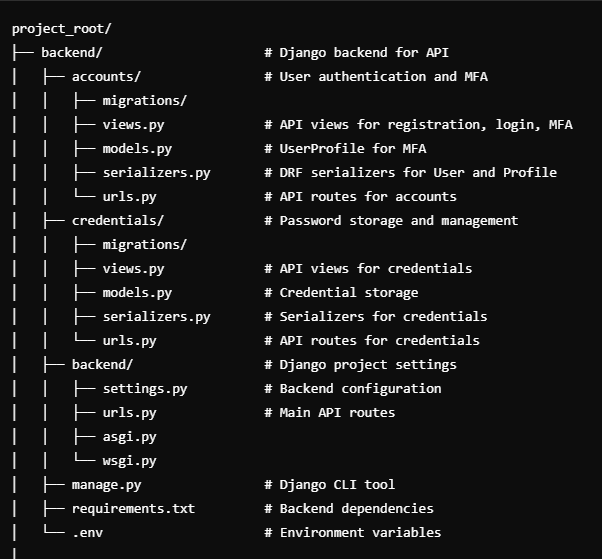 project_root/
├── backend/                    # Django backend for API
│   ├── accounts/               # User authentication and MFA
│   │   ├── migrations/
│   │   ├── views.py            # API views for registration, login, MFA
│   │   ├── models.py           # UserProfile for MFA
│   │   ├── serializers.py      # DRF serializers for User and Profile
│   │   └── urls.py             # API routes for accounts
│   ├── credentials/            # Password storage and management
│   │   ├── migrations/
│   │   ├── views.py            # API views for credentials
│   │   ├── models.py           # Credential storage
│   │   ├── serializers.py      # Serializers for credentials
│   │   └── urls.py             # API routes for credentials
│   ├── backend/                # Django project settings
│   │   ├── settings.py         # Backend configuration
│   │   ├── urls.py             # Main API routes
│   │   ├── asgi.py
│   │   └── wsgi.py
│   ├── manage.py               # Django CLI tool
│   ├── requirements.txt        # Backend dependencies
│   └── .env                    # Environment variables
│